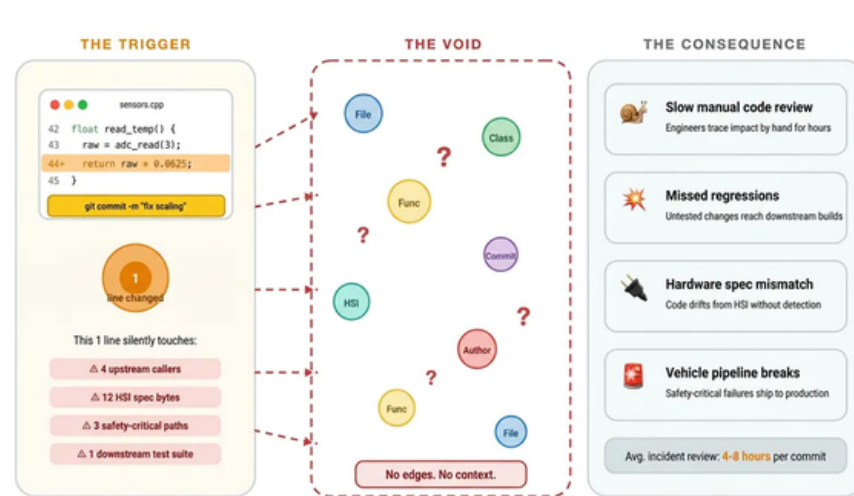 THE TRIGGER
sensors.cpp
42 float read_temp() {
43 raw = adc_read(3);
44+ return raw * 0.0625;
45 }
git commit -m "fix scaling"
1
line changed
This 1 line silently touches:
⚠ 4 upstream callers
⚠ 12 HSI spec bytes
⚠ 3 safety-critical paths
⚠ 1 downstream test suite
THE VOID
File
Class
?
Func
?
Commit
HSI
?
Author
?
Func
File
No edges. No context.
THE CONSEQUENCE
Slow manual code review
Engineers trace impact by hand for hours
Missed regressions
Untested changes reach downstream builds
Hardware spec mismatch
Code drifts from HSI without detection
Vehicle pipeline breaks
Safety-critical failures ship to production
Avg. incident review: 4-8 hours per commit